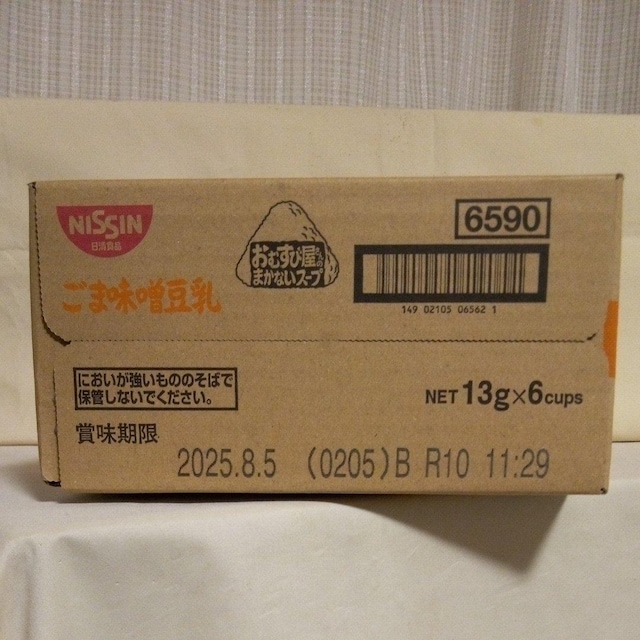 NISSIN
日清食品
ごま味噌豆乳
おむすび屋さんの
まかないスープ
6590
149 02105 06562 1
においが強いもののそばで
保管しないでください。
NET 13g×6cups
賞味期限
2025.8.5 (0205)B R10 11:29